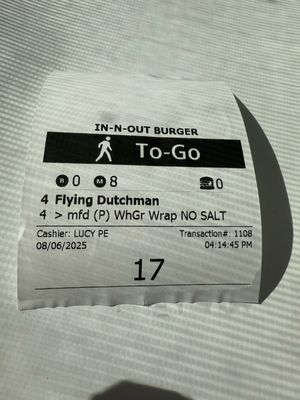 IN-N-OUT BURGER
To-Go
B 0 M 8 0
4 Flying Dutchman
4 > mfd (P) WhGr Wrap NO SALT
Cashier: LUCY PE Transaction#: 1108
08/06/2025 04:14:45 PM
17